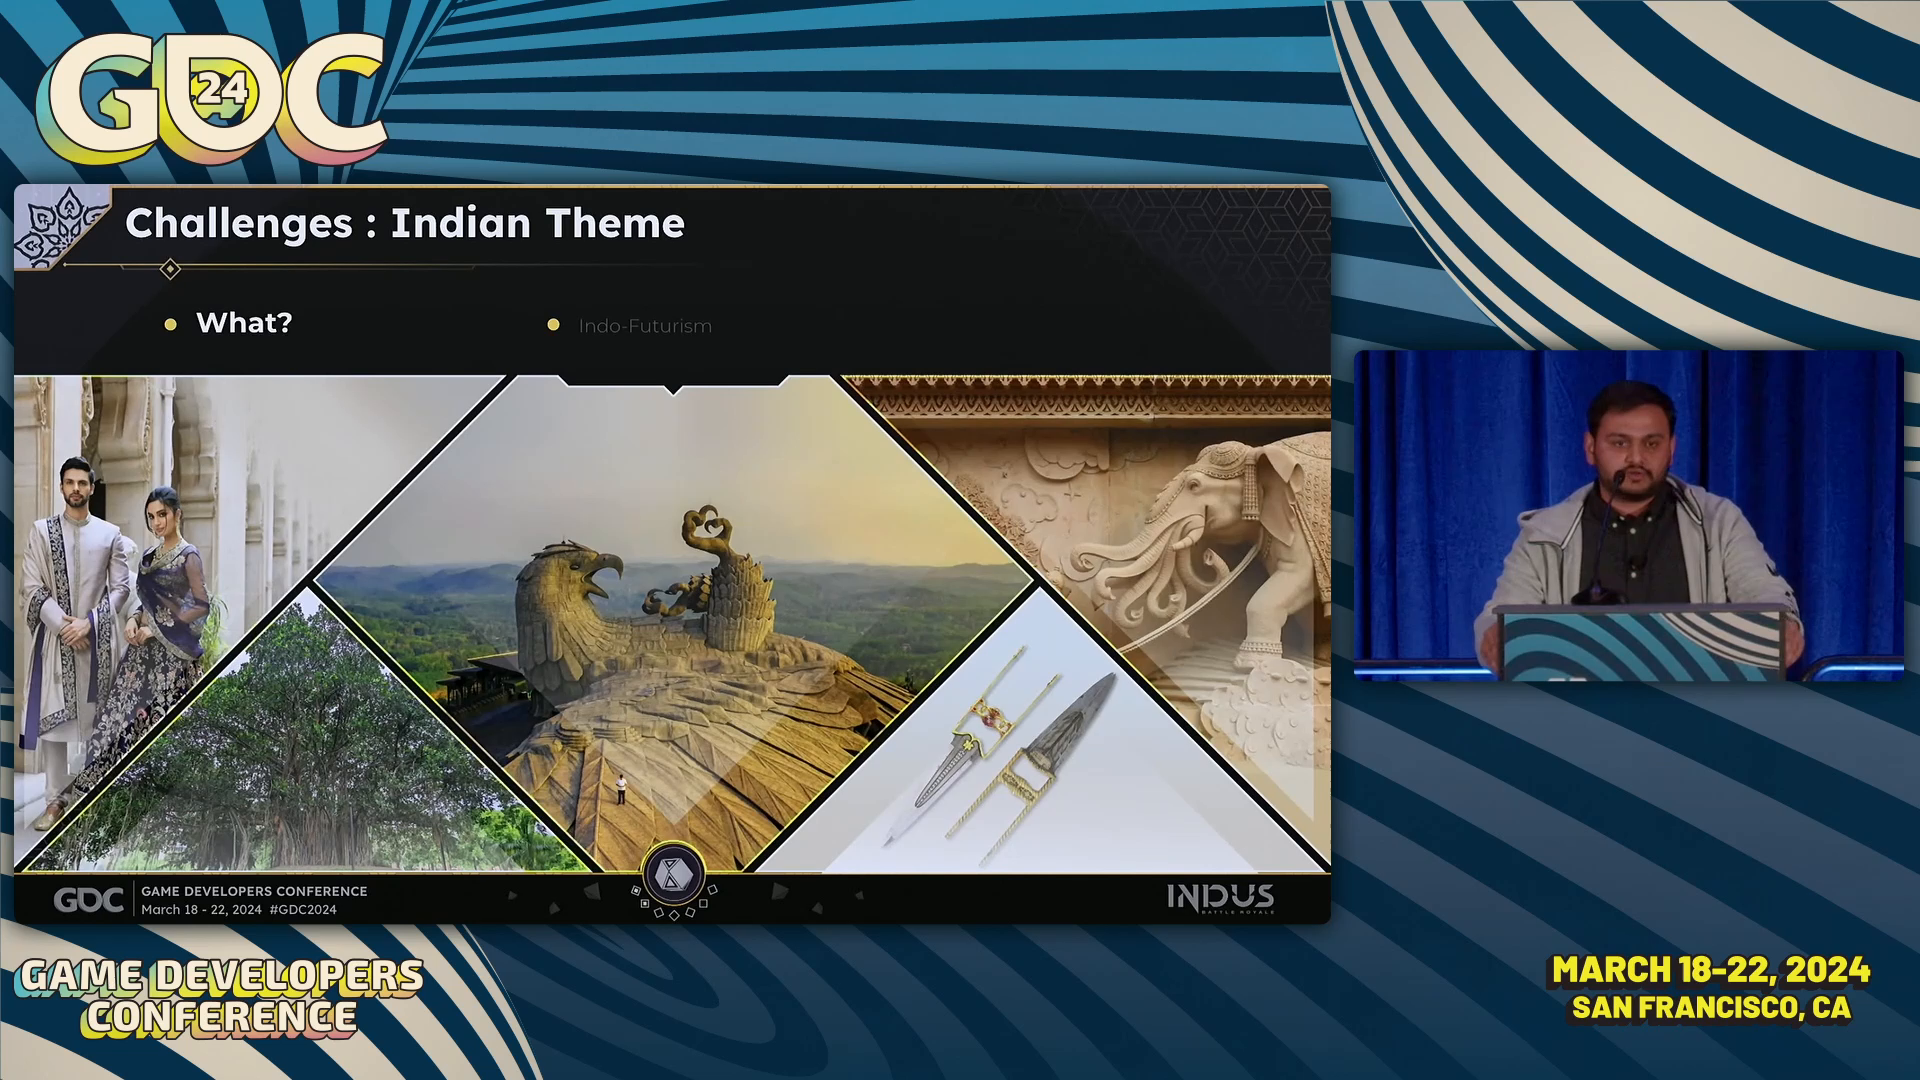 GDC
24
Challenges : Indian Theme
What?
Indo-Futurism
GDC
GAME DEVELOPERS CONFERENCE
March 18 - 22, 2024 #GDC2024
INDUS
BATTLE ROYALE
GAME DEVELOPERS
CONFERENCE
MARCH 18-22, 2024
SAN FRANCISCO, CA